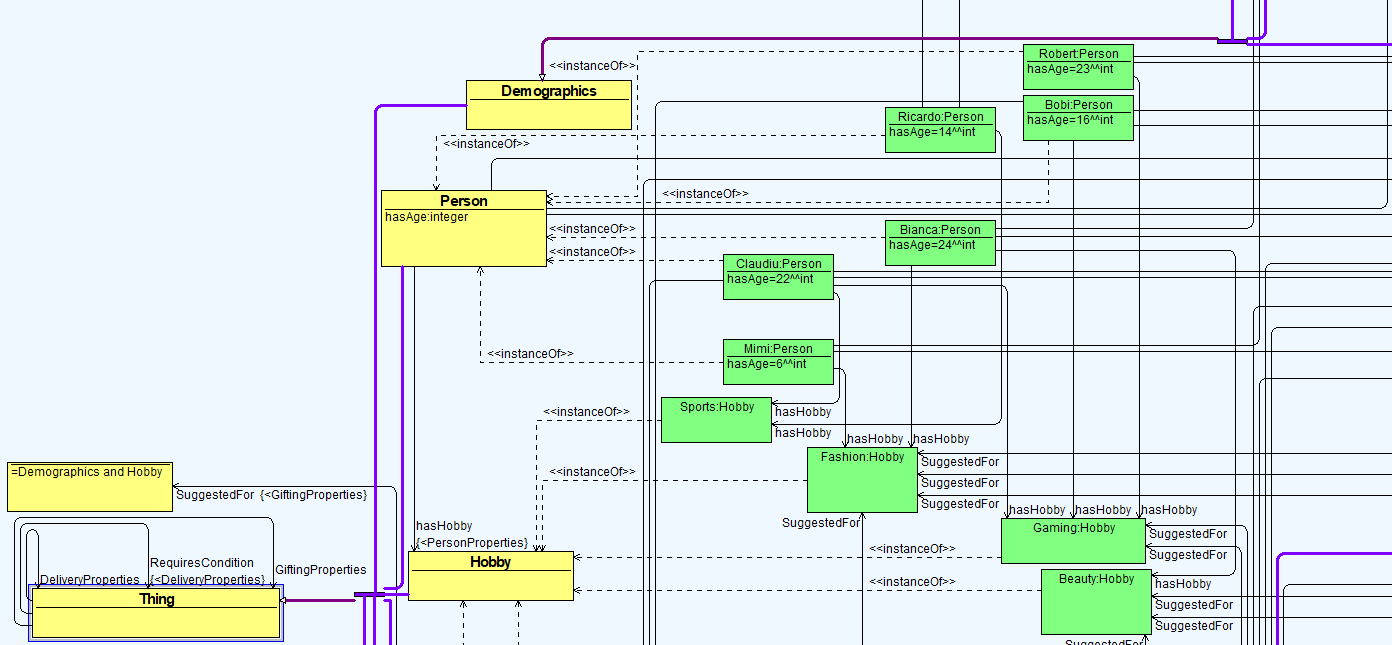 <<instanceOf>>
Robert:Person
hasAge=23^^int
Demographics
Bobi:Person
hasAge=16^^int
Ricardo:Person
hasAge=14^^int
<<instanceOf>>
<<instanceOf>>
Person
hasAge:integer
<<instanceOf>>
Bianca:Person
hasAge=24^^int
<<instanceOf>>
Claudiu:Person
hasAge=22^^int
<<instanceOf>>
Mimi:Person
hasAge=6^^int
<<instanceOf>>
Sports:Hobby
hasHobby
hasHobby
hasHobby
hasHobby
Fashion:Hobby
SuggestedFor
<<instanceOf>>
=Demographics and Hobby
SuggestedFor
SuggestedFor {<GiftingProperties}
SuggestedFor
hasHobby
hasHobby
hasHobby
SuggestedFor
hasHobby
{<PersonProperties}
Gaming:Hobby
SuggestedFor
<<instanceOf>>
SuggestedFor
RequiresCondition
{<DeliveryProperties}
GiftingProperties
DeliveryProperties
Hobby
<<instanceOf>>
Beauty:Hobby
hasHobby
Thing
SuggestedFor
SuggestedFor
SuggestedFor